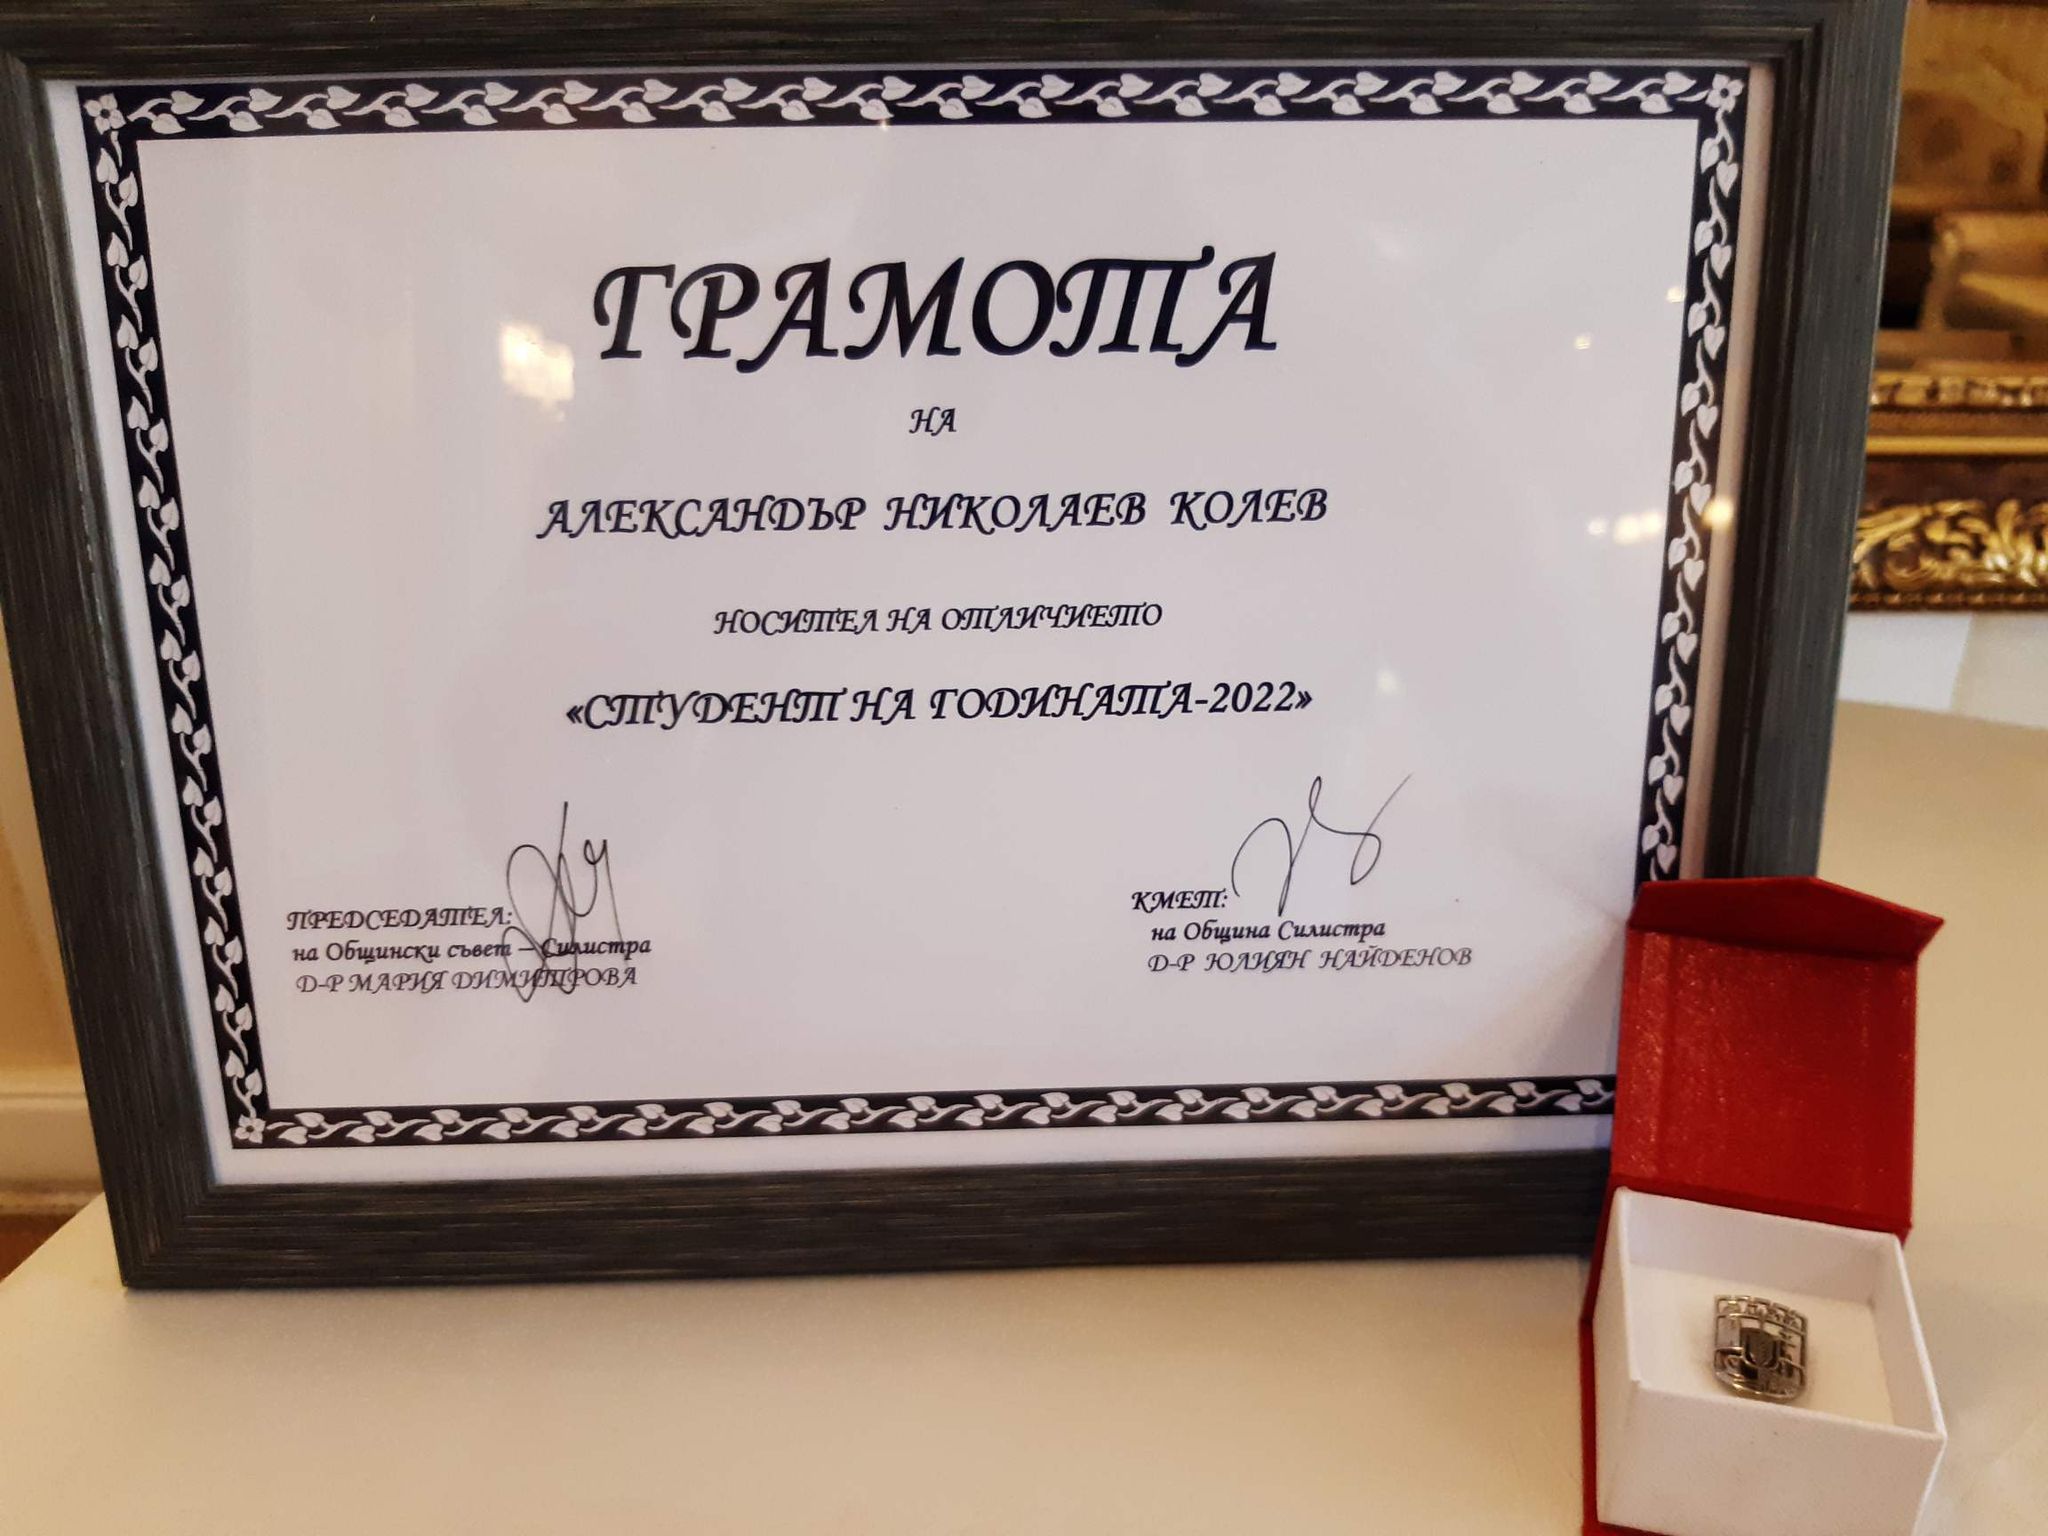 ГРАМОТА
НА
АЛЕКСАНДЪР НИКОЛАЕВ КОЛЕВ
НОСИТЕЛ НА ОТЛИЧИЕТО
«СТУДЕНТ НА ГОДИНАТА-2022»
ПРЕДСЕДАТЕЛ:
на Общински съвет – Силистра
Д-Р МАРИЯ ДИМИТРОВА
КМЕТ:
на Община Силистра
Д-Р ЮЛИЯН НАЙДЕНОВ